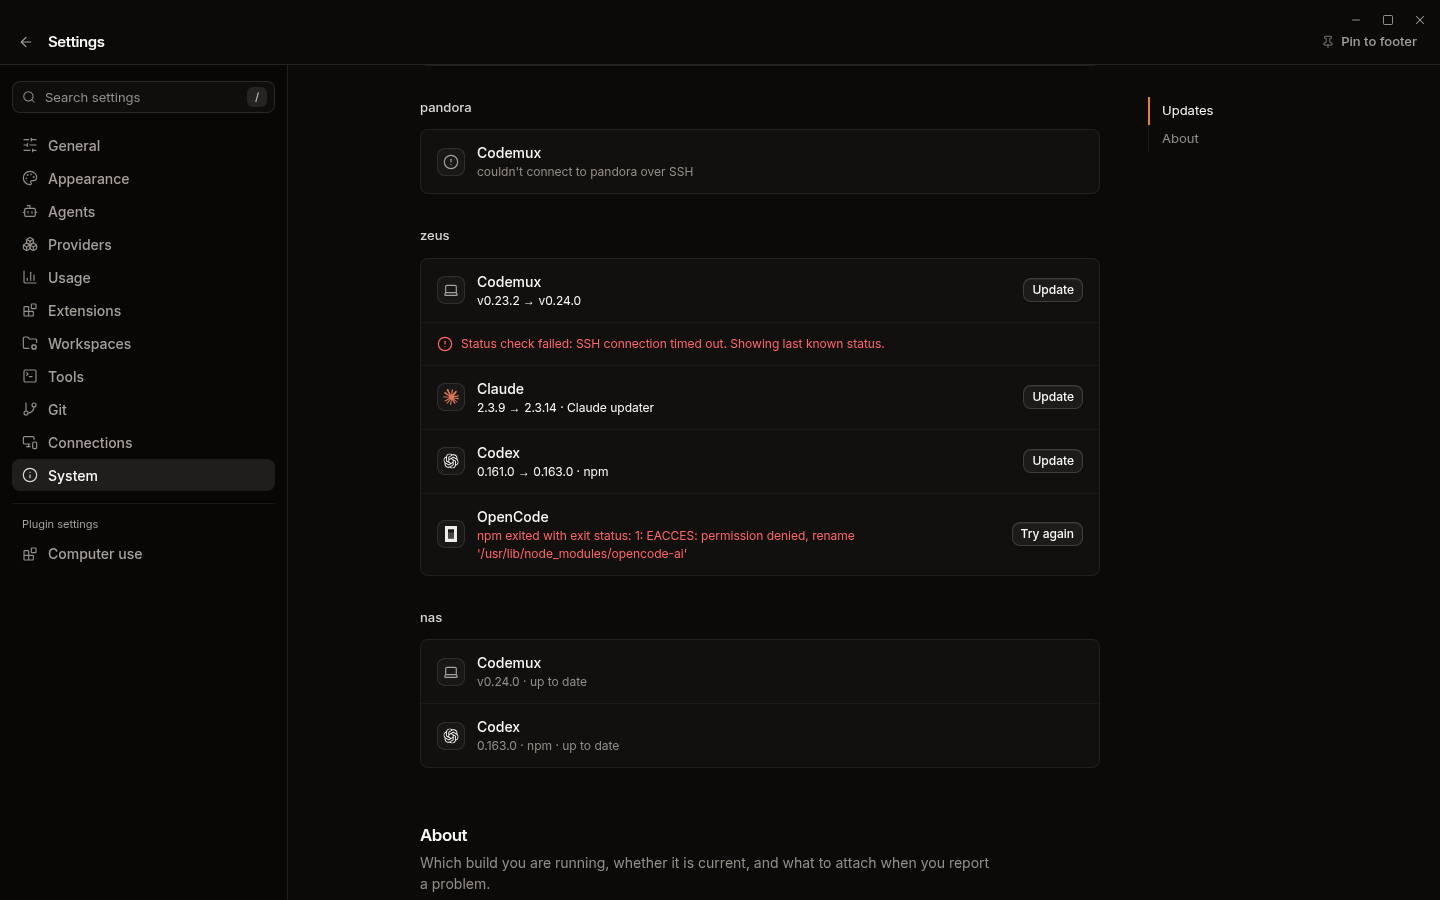 Settings
Pin to footer
Search settings
/
General
Appearance
Agents
Providers
Usage
Extensions
Workspaces
Tools
Git
Connections
System
Plugin settings
Computer use
pandora
Codemux
couldn't connect to pandora over SSH
zeus
Codemux
v0.23.2 → v0.24.0
Update
Status check failed: SSH connection timed out. Showing last known status.
Claude
2.3.9 → 2.3.14 · Claude updater
Update
Codex
0.161.0 → 0.163.0 · npm
Update
OpenCode
npm exited with exit status: 1: EACCES: permission denied, rename
'/usr/lib/node_modules/opencode-ai'
Try again
nas
Codemux
v0.24.0 · up to date
Codex
0.163.0 · npm · up to date
About
Which build you are running, whether it is current, and what to attach when you report
a problem.
Updates
About